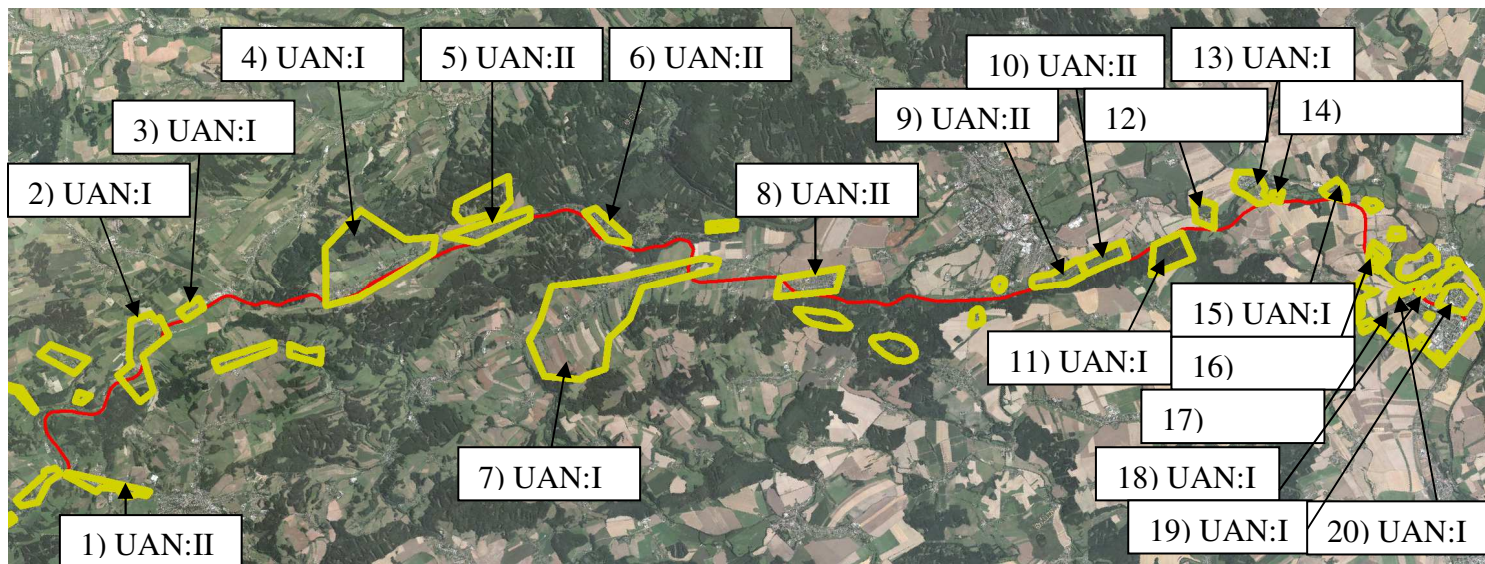 1) UAN:II
2) UAN:I
3) UAN:I
4) UAN:I
5) UAN:II
6) UAN:II
7) UAN:I
8) UAN:II
9) UAN:II
10) UAN:II
11) UAN:I
12)
13) UAN:I
14)
15) UAN:I
16)
17)
18) UAN:I
19) UAN:I
20) UAN:I